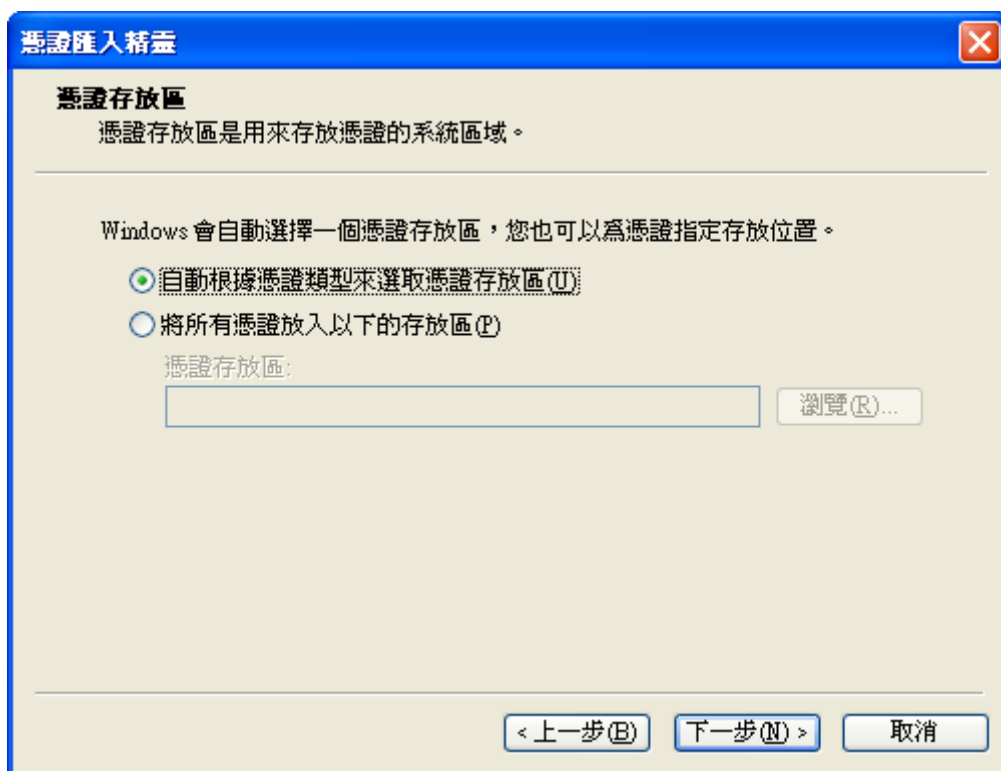 憑證匯入精靈
憑證存放區
憑證存放區是用來存放憑證的系統區域。
Windows 會自動選擇一個憑證存放區，您也可以爲憑證指定存放位置。
自動根據憑證類型來選取憑證存放區(U)
將所有憑證放入以下的存放區(P)
憑證存放區:
瀏覽(R)...
< 上一步(B) 下一步(N) > 取消